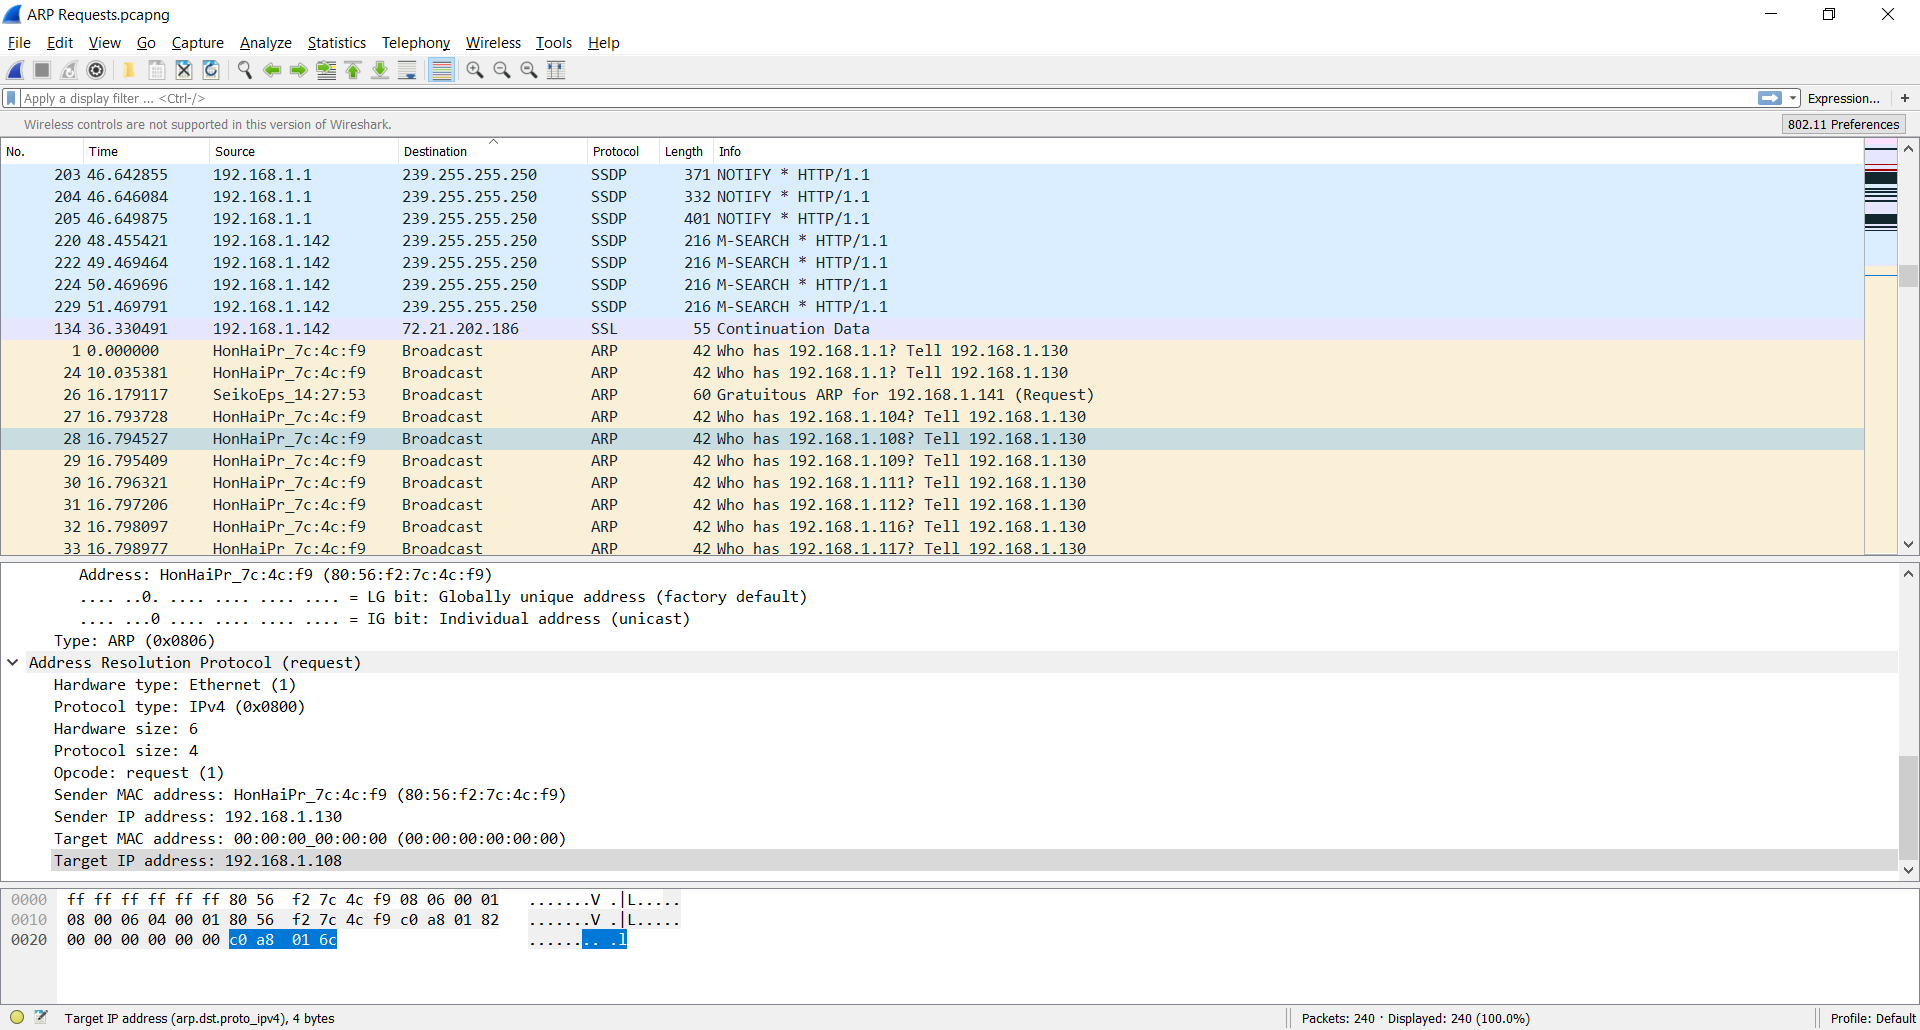 ARP Requests.pcapng
File Edit View Go Capture Analyze Statistics Telephony Wireless Tools Help
Apply a display filter ... <Ctrl-/> Expression... +
Wireless controls are not supported in this version of Wireshark. 802.11 Preferences
No. Time Source Destination Protocol Length Info
203 46.642855 192.168.1.1 239.255.255.250 SSDP 371 NOTIFY * HTTP/1.1
204 46.646084 192.168.1.1 239.255.255.250 SSDP 332 NOTIFY * HTTP/1.1
205 46.649875 192.168.1.1 239.255.255.250 SSDP 401 NOTIFY * HTTP/1.1
220 48.455421 192.168.1.142 239.255.255.250 SSDP 216 M-SEARCH * HTTP/1.1
222 49.469464 192.168.1.142 239.255.255.250 SSDP 216 M-SEARCH * HTTP/1.1
224 50.469696 192.168.1.142 239.255.255.250 SSDP 216 M-SEARCH * HTTP/1.1
229 51.469791 192.168.1.142 239.255.255.250 SSDP 216 M-SEARCH * HTTP/1.1
134 36.330491 192.168.1.142 72.21.202.186 SSL 55 Continuation Data
1 0.000000 HonHaiPr_7c:4c:f9 Broadcast ARP 42 Who has 192.168.1.1? Tell 192.168.1.130
24 10.035381 HonHaiPr_7c:4c:f9 Broadcast ARP 42 Who has 192.168.1.1? Tell 192.168.1.130
26 16.179117 SeikoEps_14:27:53 Broadcast ARP 60 Gratuitous ARP for 192.168.1.141 (Request)
27 16.793728 HonHaiPr_7c:4c:f9 Broadcast ARP 42 Who has 192.168.1.104? Tell 192.168.1.130
28 16.794527 HonHaiPr_7c:4c:f9 Broadcast ARP 42 Who has 192.168.1.108? Tell 192.168.1.130
29 16.795409 HonHaiPr_7c:4c:f9 Broadcast ARP 42 Who has 192.168.1.109? Tell 192.168.1.130
30 16.796321 HonHaiPr_7c:4c:f9 Broadcast ARP 42 Who has 192.168.1.111? Tell 192.168.1.130
31 16.797206 HonHaiPr_7c:4c:f9 Broadcast ARP 42 Who has 192.168.1.112? Tell 192.168.1.130
32 16.798097 HonHaiPr_7c:4c:f9 Broadcast ARP 42 Who has 192.168.1.116? Tell 192.168.1.130
33 16.798977 HonHaiPr_7c:4c:f9 Broadcast ARP 42 Who has 192.168.1.117? Tell 192.168.1.130
Address: HonHaiPr_7c:4c:f9 (80:56:f2:7c:4c:f9)
.... ..0. .... .... .... .... = LG bit: Globally unique address (factory default)
.... ...0 .... .... .... .... = IG bit: Individual address (unicast)
Type: ARP (0x0806)
Address Resolution Protocol (request)
Hardware type: Ethernet (1)
Protocol type: IPv4 (0x0800)
Hardware size: 6
Protocol size: 4
Opcode: request (1)
Sender MAC address: HonHaiPr_7c:4c:f9 (80:56:f2:7c:4c:f9)
Sender IP address: 192.168.1.130
Target MAC address: 00:00:00_00:00:00 (00:00:00:00:00:00)
Target IP address: 192.168.1.108
0000 ff ff ff ff ff ff 80 56 f2 7c 4c f9 08 06 00 01 .......V .|L.....
0010 08 00 06 04 00 01 80 56 f2 7c 4c f9 c0 a8 01 82 .......V .|L.....
0020 00 00 00 00 00 00 c0 a8 01 6c ........ .l
Target IP address (arp.dst.proto_ipv4), 4 bytes Packets: 240 · Displayed: 240 (100.0%) Profile: Default